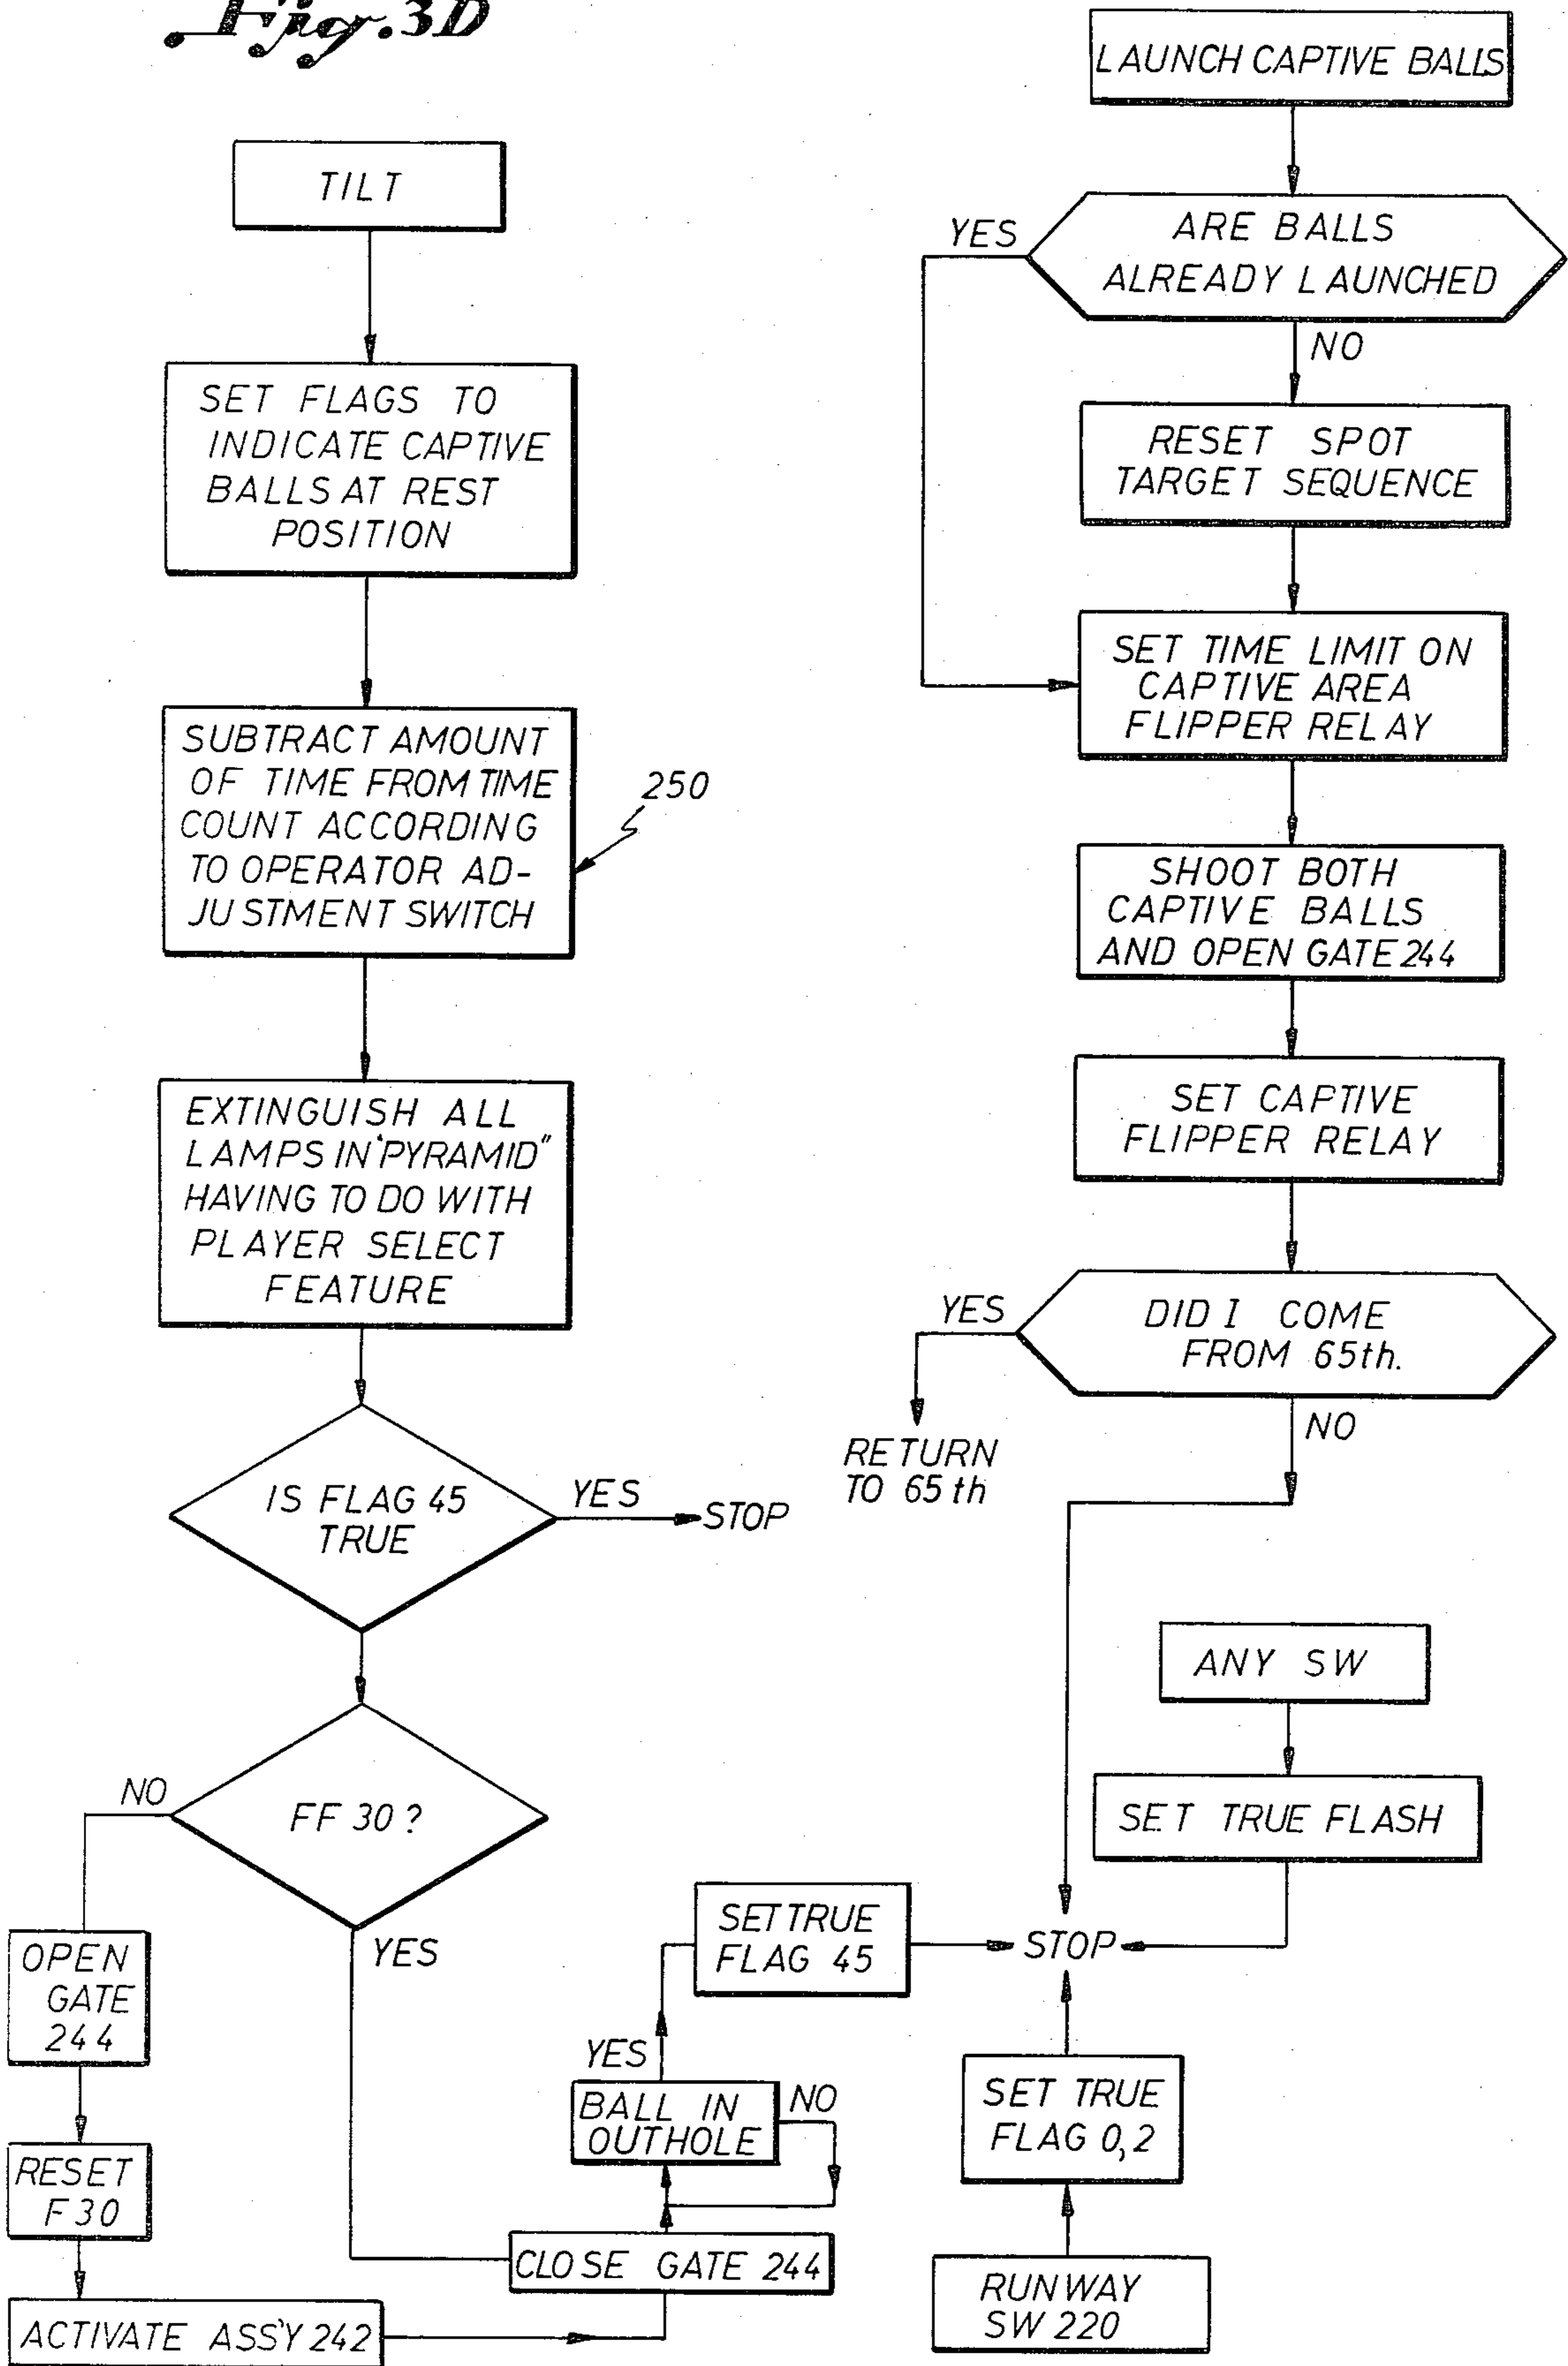 Fig. 3D
TILT
SET FLAGS TO
INDICATE CAPTIVE
BALLS AT REST
POSITION
SUBTRACT AMOUNT
OF TIME FROM TIME
COUNT ACCORDING
TO OPERATOR AD-
JUSTMENT SWITCH
250
EXTINGUISH ALL
LAMPS IN "PYRAMID"
HAVING TO DO WITH
PLAYER SELECT
FEATURE
IS FLAG 45
TRUE
YES
STOP
FF 30 ?
NO
YES
OPEN
GATE
244
RESET
F 30
ACTIVATE ASS'Y 242
CLOSE GATE 244
BALL IN
OUTHOLE
NO
YES
SET TRUE
FLAG 45
LAUNCH CAPTIVE BALLS
ARE BALLS
ALREADY LAUNCHED
YES
NO
RESET SPOT
TARGET SEQUENCE
SET TIME LIMIT ON
CAPTIVE AREA
FLIPPER RELAY
SHOOT BOTH
CAPTIVE BALLS
AND OPEN GATE 244
SET CAPTIVE
FLIPPER RELAY
DID I COME
FROM 65th.
YES
RETURN
TO 65 th
NO
ANY SW
SET TRUE FLASH
STOP
SET TRUE
FLAG 0,2
RUNWAY
SW 220